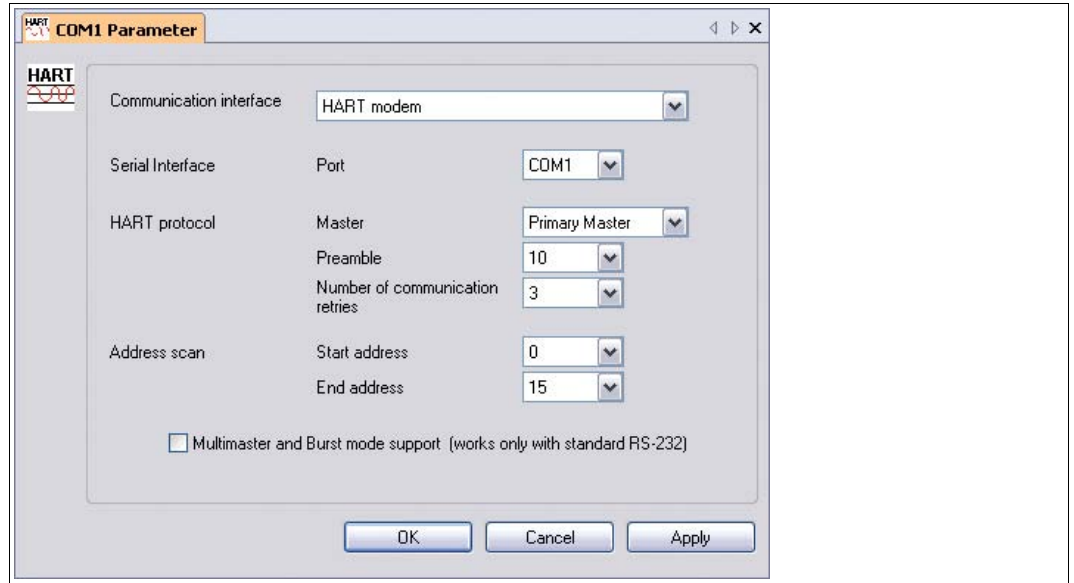 HART COM1 Parameter
HART
Communication interface HART modem
Serial Interface Port COM1
HART protocol Master Primary Master
Preamble 10
Number of communication
retries 3
Address scan Start address 0
End address 15
Multimaster and Burst mode support (works only with standard RS-232)
OK Cancel Apply